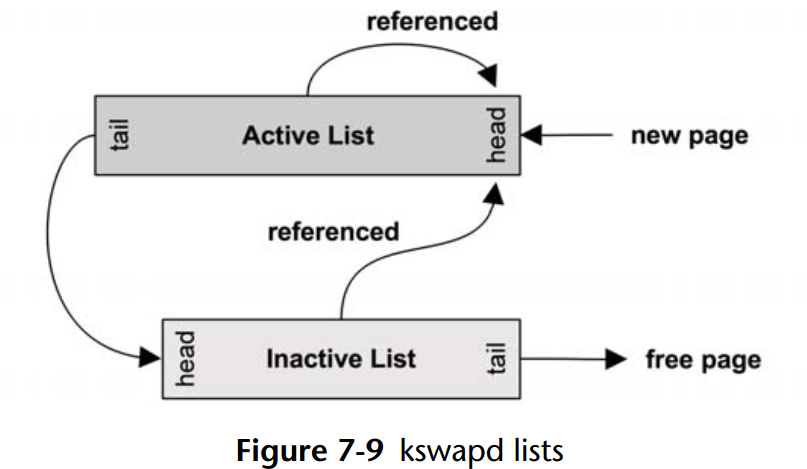 referenced
tail
Active List
head
new page
referenced
head
Inactive List
tail
free page
Figure 7-9 kswapd lists